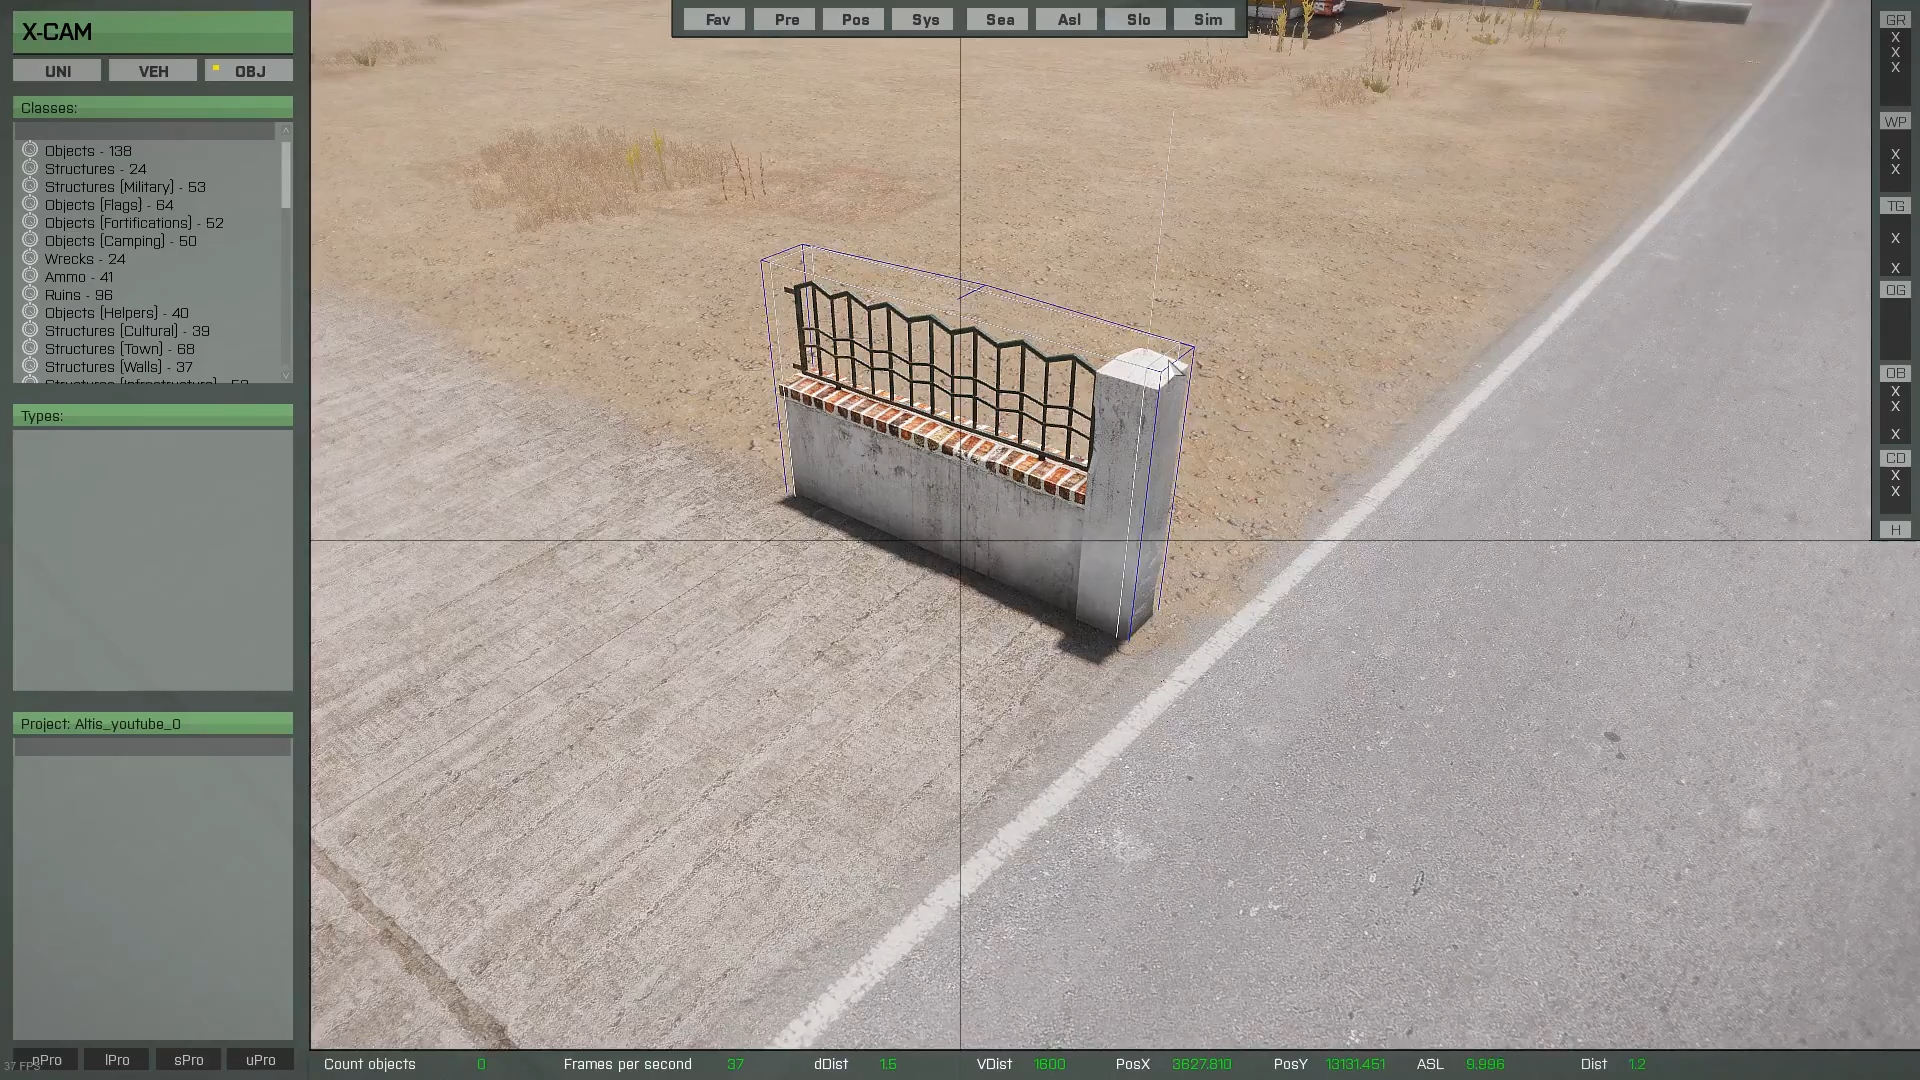 X-CAM
UNI VEH OBJ
Classes:
Objects - 138
Structures - 24
Structures (Military) - 53
Objects (Flags) - 64
Objects (Fortifications) - 52
Objects (Camping) - 50
Wrecks - 24
Ammo - 41
Ruins - 96
Objects (Helpers) - 40
Structures (Cultural) - 39
Structures (Town) - 68
Structures (Walls) - 37
Types:
Project: Altis_youtube_0
nPro lPro sPro uPro
37 FPS
Fav Pre Pos Sys Sea Asl Slo Sim
GR
X
X
X
WP
X
X
TG
X
X
OG
OB
X
X
X
CD
X
X
H
Count objects 0 Frames per second 37 dDist 1.5 VDist 1600 PosX 3627.810 PosY 13131.451 ASL 9.996 Dist 1.2